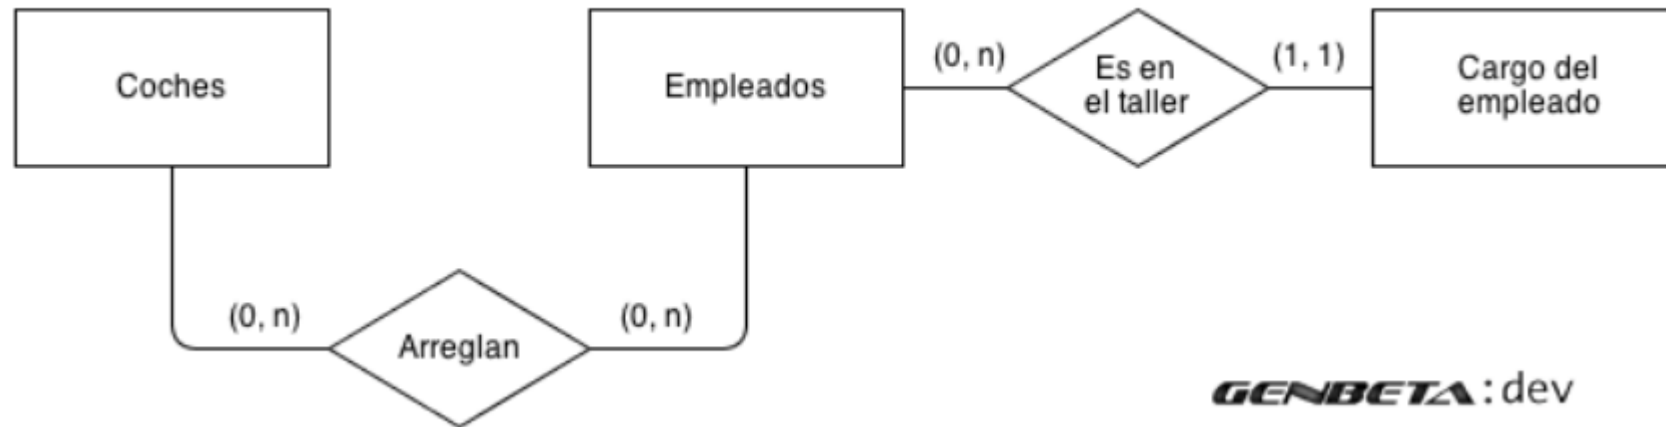 Coches
Empleados
(0, n)
Es en
el taller
(1, 1)
Cargo del
empleado
(0, n)
Arreglan
(0, n)
GENBETA:dev